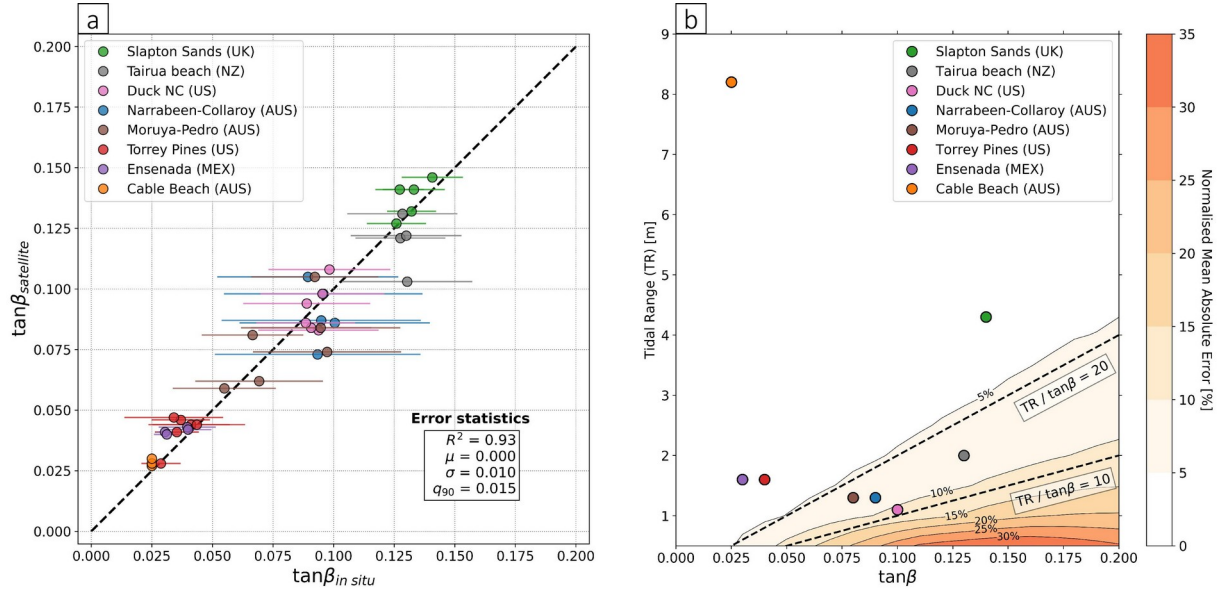 a
tanβsatellite
0.200
0.175
0.150
0.125
0.100
0.075
0.050
0.025
0.000
Slapton Sands (UK)
Tairua beach (NZ)
Duck NC (US)
Narrabeen-Collaroy (AUS)
Moruya-Pedro (AUS)
Torrey Pines (US)
Ensenada (MEX)
Cable Beach (AUS)
Error statistics
R² = 0.93
μ = 0.000
σ = 0.010
q₉₀ = 0.015
0.000 0.025 0.050 0.075 0.100 0.125 0.150 0.175 0.200
tanβin situ
b
Tidal Range (TR) [m]
9
8
7
6
5
4
3
2
1
Slapton Sands (UK)
Tairua beach (NZ)
Duck NC (US)
Narrabeen-Collaroy (AUS)
Moruya-Pedro (AUS)
Torrey Pines (US)
Ensenada (MEX)
Cable Beach (AUS)
5%
TR / tanβ = 20
10%
TR / tanβ = 10
15%
20%
25%
30%
0.000 0.025 0.050 0.075 0.100 0.125 0.150 0.175 0.200
tanβ
35
30
25
20
15
10
5
0
Normalised Mean Absolute Error [%]